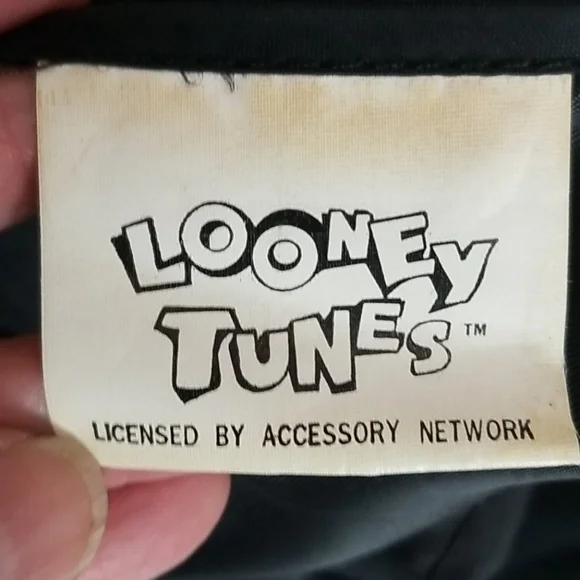 LOONEY
TUNES™
LICENSED BY ACCESSORY NETWORK